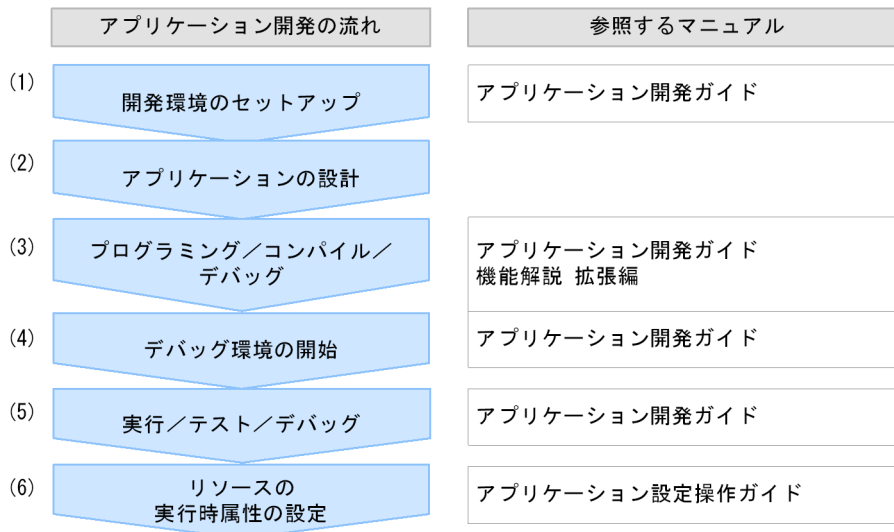 アプリケーション開発の流れ
参照するマニュアル
(1)
開発環境のセットアップ
アプリケーション開発ガイド
(2)
アプリケーションの設計
(3)
プログラミング／コンパイル／
デバッグ
アプリケーション開発ガイド
機能解説 拡張編
(4)
デバッグ環境の開始
アプリケーション開発ガイド
(5)
実行／テスト／デバッグ
アプリケーション開発ガイド
(6)
リソースの
実行時属性の設定
アプリケーション設定操作ガイド